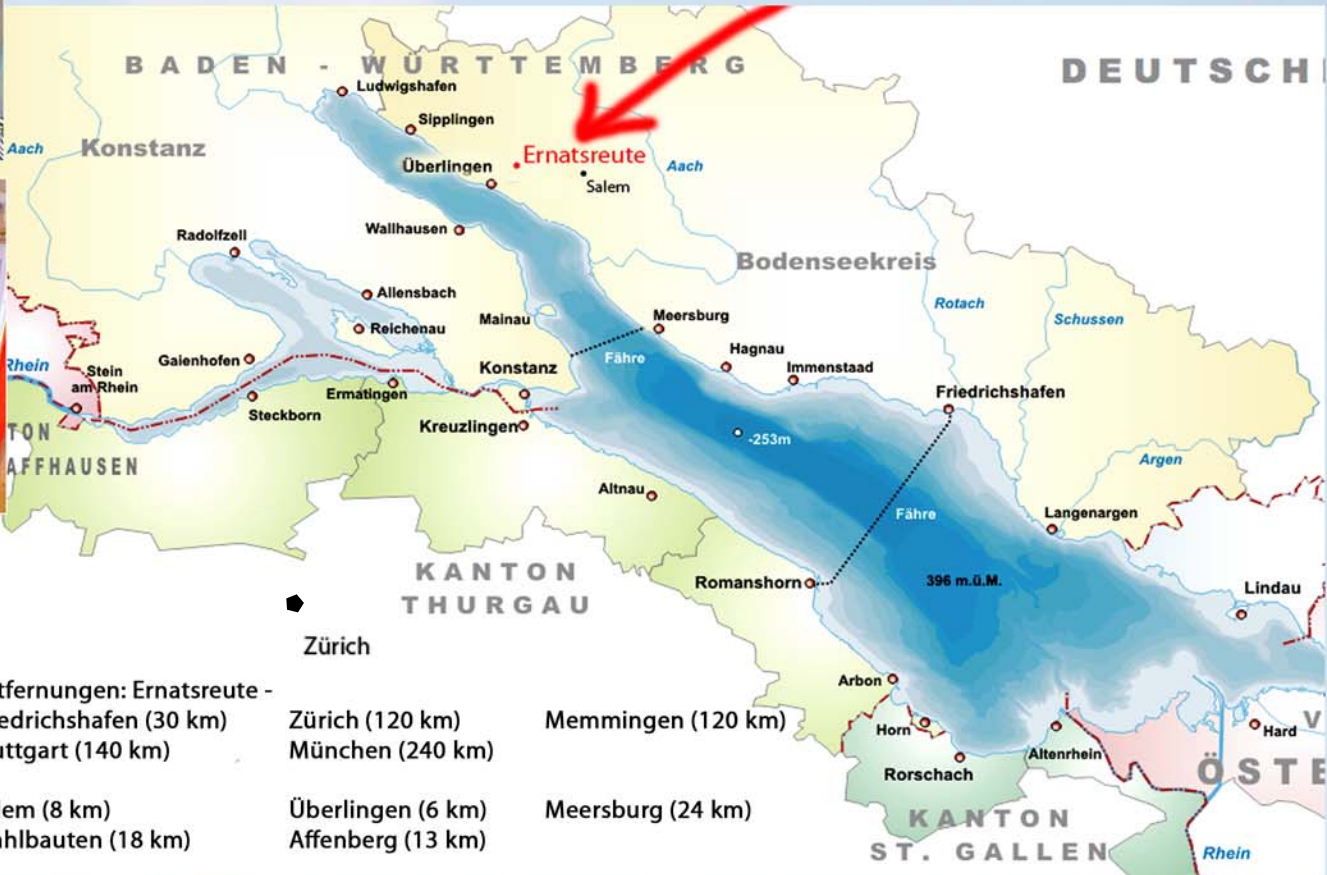 BADEN - WÜRTTEMBERG
DEUTSCH
Ludwigshafen
Sipplingen
Aach
Konstanz
Überlingen
Ernatsreute
Aach
Salem
Radolfzell
Wallhausen
Bodenseekreis
Allensbach
Rotach
Mainau
Meersburg
Schussen
Reichenau
Rhein
Stein
am Rhein
Gaienhofen
Konstanz
Fähre
Hagnau
Immenstaad
Ermatingen
Friedrichshafen
Steckborn
Kreuzlingen
TON
AFFHAUSEN
-253m
Argen
Altnau
Fähre
Langenargen
KANTON
THURGAU
Romanshorn
396 m.ü.M.
Lindau
Zürich
Arbon
tfernungen: Ernatsreute -
edrichshafen (30 km) Zürich (120 km) Memmingen (120 km)
uttgart (140 km) München (240 km)
Horn
Hard
V
Altenrhein
Rorschach
ÖSTE
lem (8 km) Überlingen (6 km) Meersburg (24 km)
ahlbauten (18 km) Affenberg (13 km)
KANTON
ST. GALLEN
Rhein